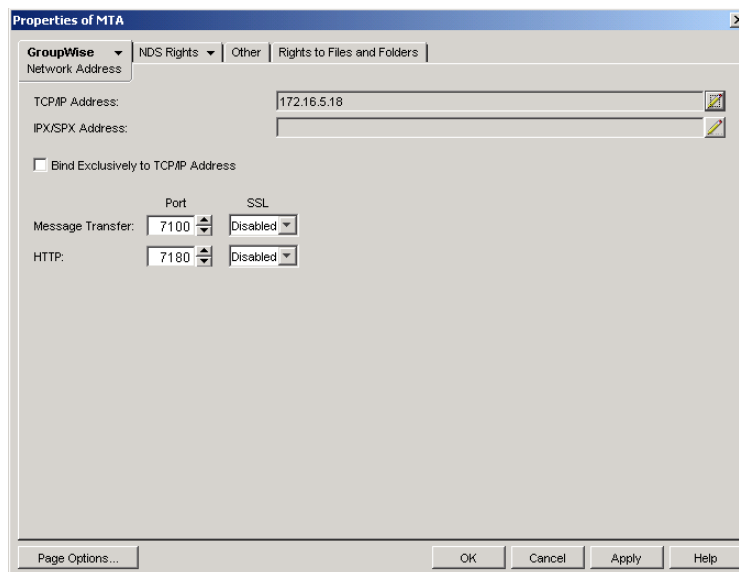 Properties of MTA
GroupWise NDS Rights Other Rights to Files and Folders
Network Address
TCP/IP Address: 172.16.5.18
IPX/SPX Address:
Bind Exclusively to TCP/IP Address
Port SSL
Message Transfer: 7100 Disabled
HTTP: 7180 Disabled
Page Options... OK Cancel Apply Help